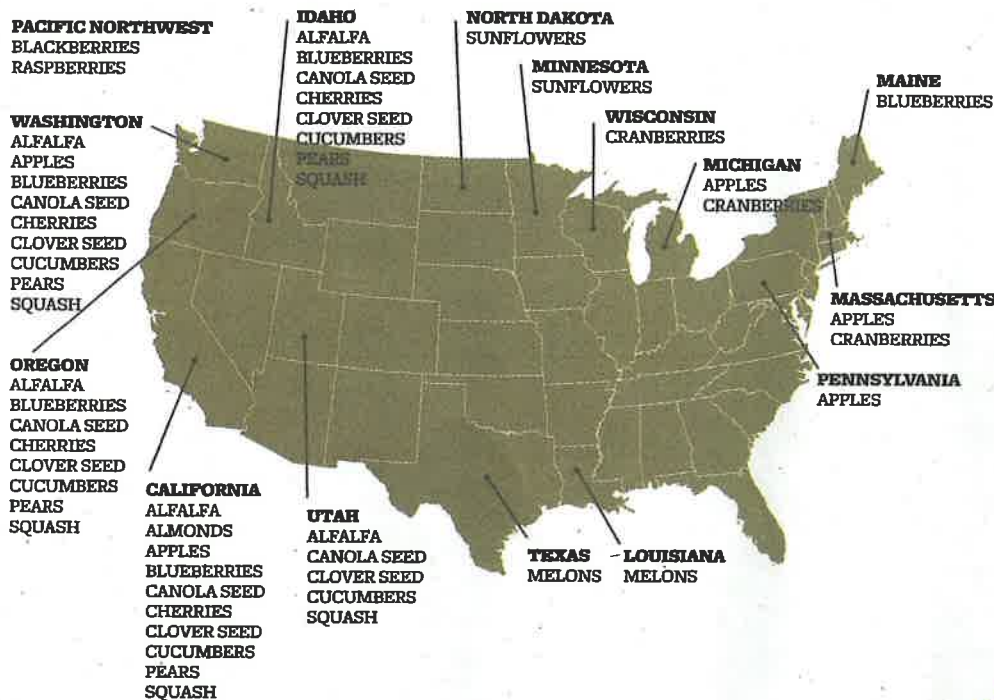 PACIFIC NORTHWEST
BLACKBERRIES
RASPBERRIES
IDAHO
ALFALFA
BLUEBERRIES
CANOLA SEED
CHERRIES
CLOVER SEED
CUCUMBERS
PEARS
SQUASH
NORTH DAKOTA
SUNFLOWERS
MINNESOTA
SUNFLOWERS
WISCONSIN
CRANBERRIES
MICHIGAN
APPLES
CRANBERRIES
MAINE
BLUEBERRIES
WASHINGTON
ALFALFA
APPLES
BLUEBERRIES
CANOLA SEED
CHERRIES
CLOVER SEED
CUCUMBERS
PEARS
SQUASH
MASSACHUSETTS
APPLES
CRANBERRIES
PENNSYLVANIA
APPLES
OREGON
ALFALFA
BLUEBERRIES
CANOLA SEED
CHERRIES
CLOVER SEED
CUCUMBERS
PEARS
SQUASH
CALIFORNIA
ALFALFA
ALMONDS
APPLES
BLUEBERRIES
CANOLA SEED
CHERRIES
CLOVER SEED
CUCUMBERS
PEARS
SQUASH
UTAH
ALFALFA
CANOLA SEED
CLOVER SEED
CUCUMBERS
SQUASH
TEXAS
MELONS
LOUISIANA
MELONS